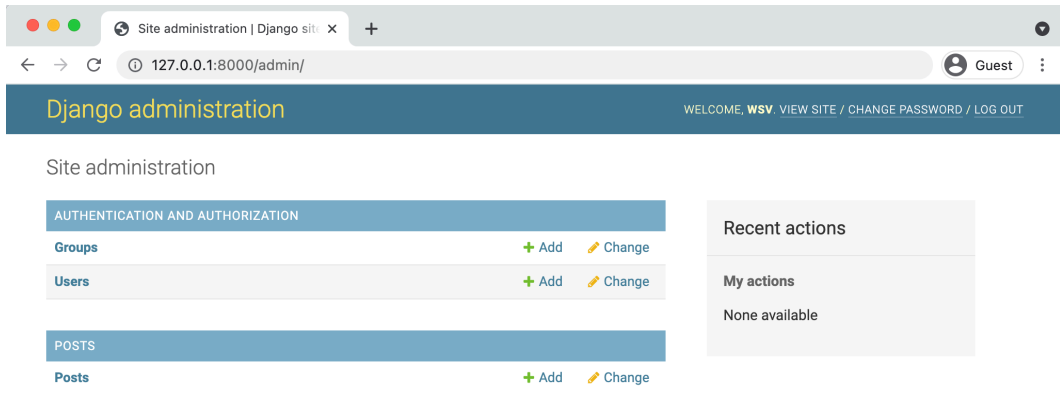 Site administration | Django site
127.0.0.1:8000/admin/
Guest
Django administration
WELCOME, WSV. VIEW SITE / CHANGE PASSWORD / LOG OUT
Site administration
AUTHENTICATION AND AUTHORIZATION
Groups Add Change
Users Add Change
POSTS
Posts Add Change
Recent actions
My actions
None available